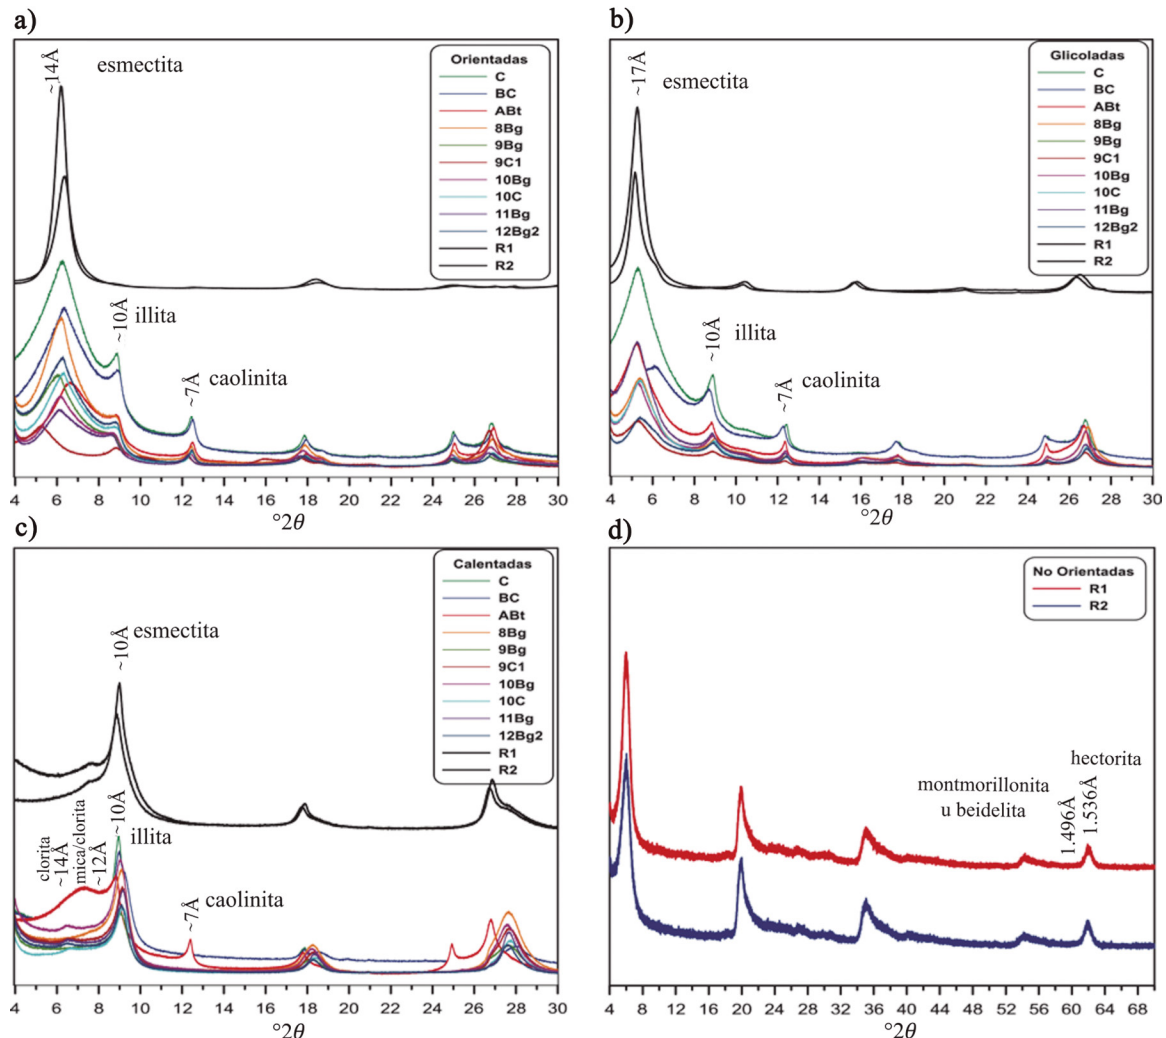 a)
~14Å
esmectita
~10Å
illita
~7Å
caolinita
Orientadas
C
BC
ABt
8Bg
9Bg
9C1
10Bg
10C
11Bg
12Bg2
R1
R2
4 6 8 10 12 14 16 18 20 22 24 26 28 30
°2θ
b)
~17Å
esmectita
~10Å
illita
~7Å
caolinita
Glicoladas
C
BC
ABt
8Bg
9Bg
9C1
10Bg
10C
11Bg
12Bg2
R1
R2
4 6 8 10 12 14 16 18 20 22 24 26 28 30
°2θ
c)
~10Å
esmectita
clorita
~14Å
mica/clorita
~12Å
~10Å
illita
~7Å
caolinita
Calentadas
C
BC
ABt
8Bg
9Bg
9C1
10Bg
10C
11Bg
12Bg2
R1
R2
4 6 8 10 12 14 16 18 20 22 24 26 28 30
°2θ
d)
No Orientadas
R1
R2
montmorillonita
u beidelita
1.496Å
hectorita
1.536Å
4 8 12 16 20 24 28 32 36 40 44 48 52 56 60 64 68
°2θ